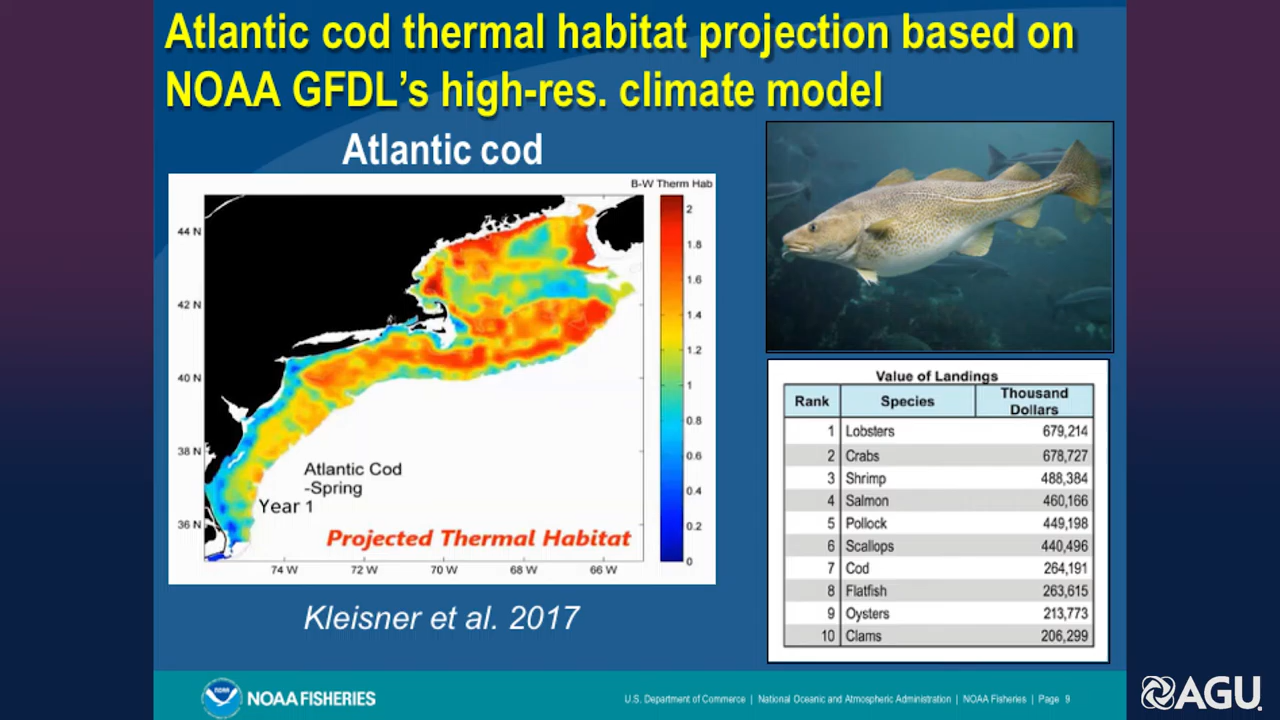 Atlantic cod thermal habitat projection based on
NOAA GFDL's high-res. climate model
Atlantic cod
B-W Therm Hab
44 N
42 N
40 N
38 N
36 N
74 W 72 W 70 W 68 W 66 W
2
1.8
1.6
1.4
1.2
1
0.8
0.6
0.4
0.2
0
Atlantic Cod
-Spring
Year 1
Projected Thermal Habitat
Kleisner et al. 2017
Value of Landings
Rank Species Thousand Dollars
1 Lobsters 679,214
2 Crabs 678,727
3 Shrimp 488,384
4 Salmon 460,166
5 Pollock 449,198
6 Scallops 440,496
7 Cod 264,191
8 Flatfish 263,615
9 Oysters 213,773
10 Clams 206,299
NOAA
NOAA FISHERIES
U.S. Department of Commerce | National Oceanic and Atmospheric Administration | NOAA Fisheries | Page 9
AGU